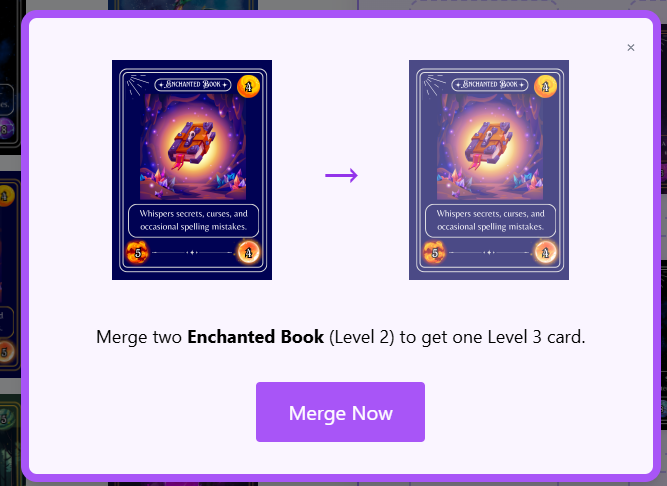 ×
Enchanted Book
4
Whispers secrets, curses, and
occasional spelling mistakes.
5
4
→
Enchanted Book
4
Whispers secrets, curses, and
occasional spelling mistakes.
5
4
Merge two Enchanted Book (Level 2) to get one Level 3 card.
Merge Now